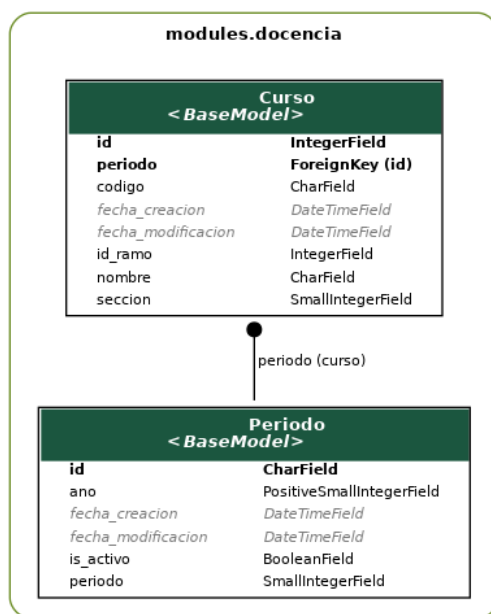 modules.docencia
Curso
<BaseModel>
id IntegerField
periodo ForeignKey (id)
codigo CharField
fecha_creacion DateTimeField
fecha_modificacion DateTimeField
id_ramo IntegerField
nombre CharField
seccion SmallIntegerField
periodo (curso)
Periodo
<BaseModel>
id CharField
ano PositiveSmallIntegerField
fecha_creacion DateTimeField
fecha_modificacion DateTimeField
is_activo BooleanField
periodo SmallIntegerField